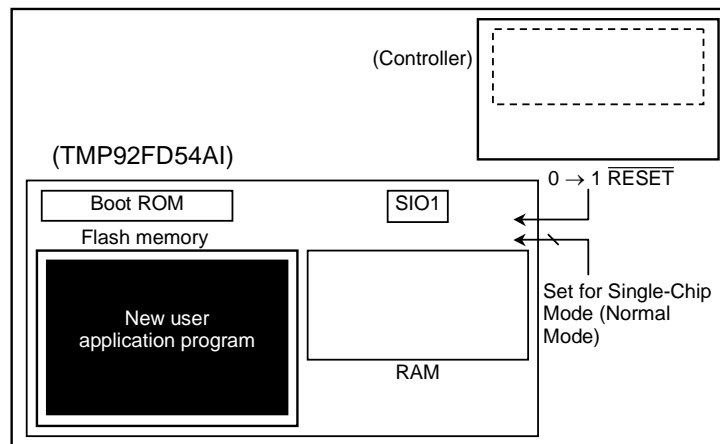 (Controller)
(TMP92FD54AI)
0 → 1 RESET
Boot ROM
SIO1
Flash memory
New user
application program
RAM
Set for Single-Chip
Mode (Normal
Mode)